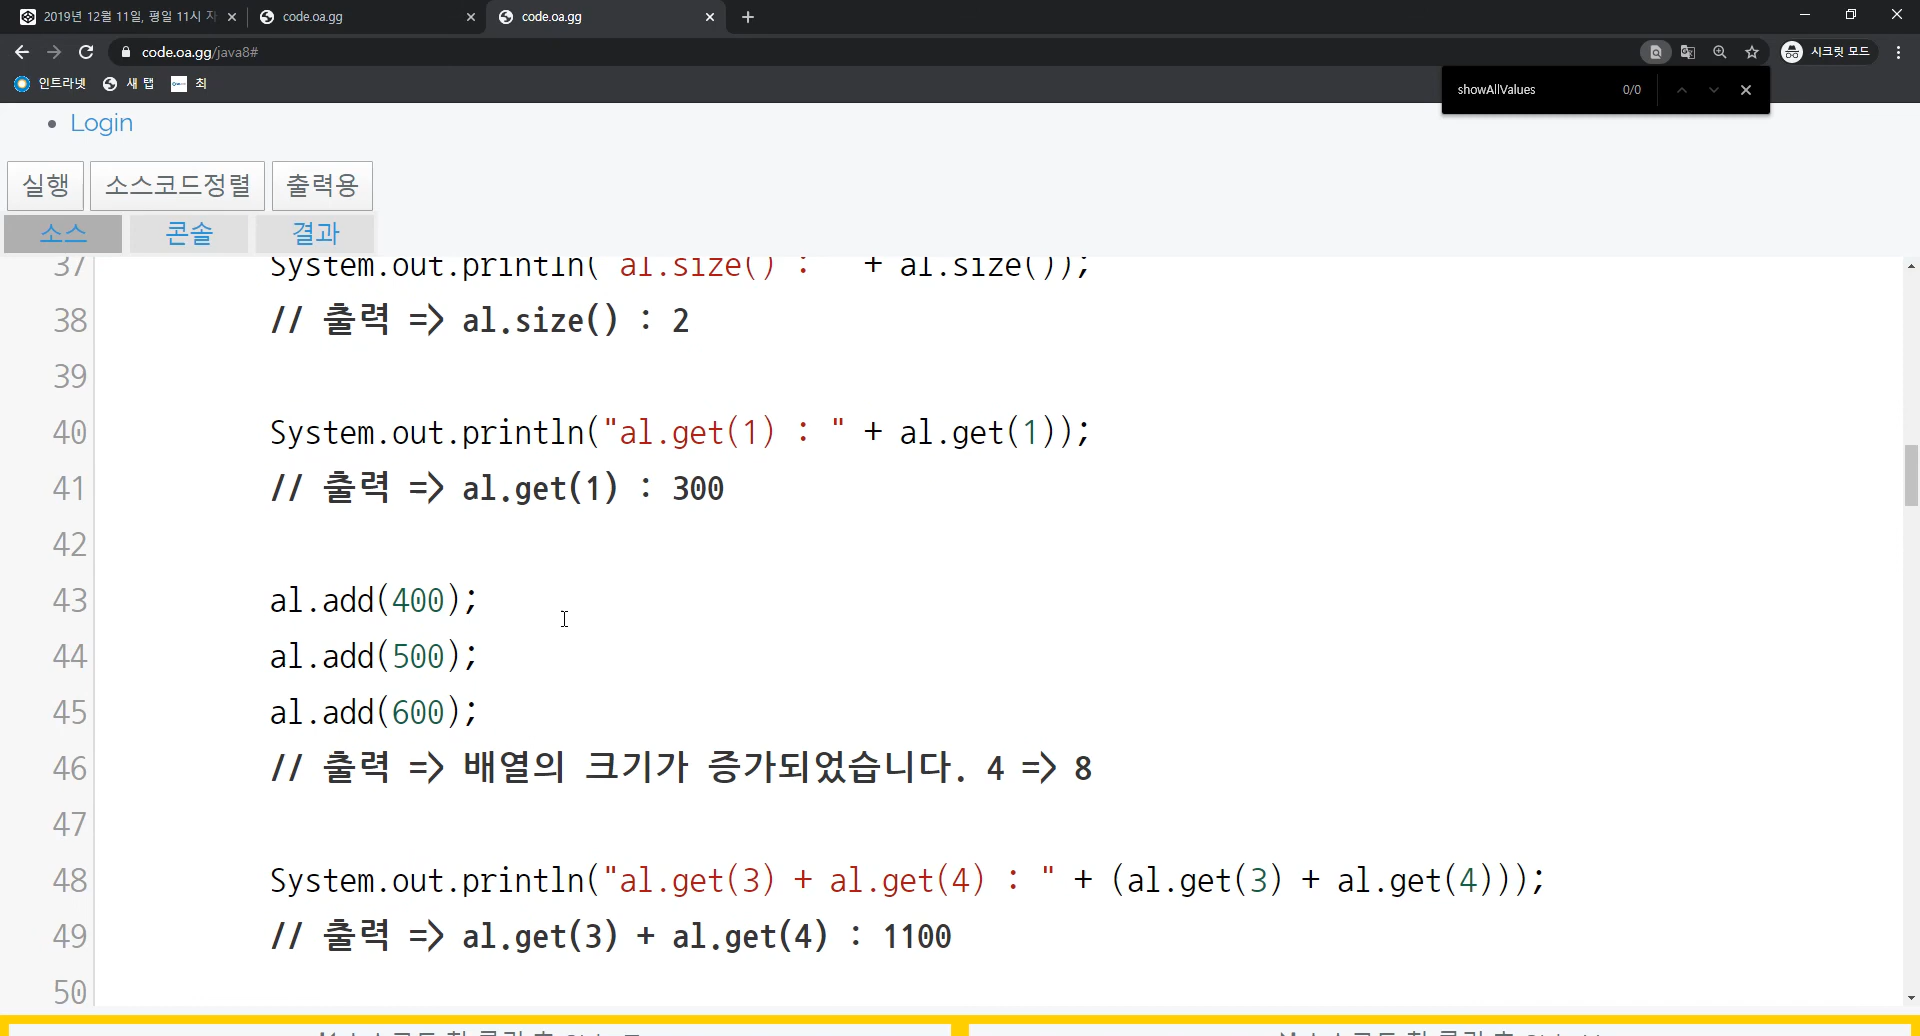 2019년 12월 11일, 평일 11시 자
code.oa.gg
code.oa.gg
code.oa.gg/java8#
시크릿 모드
인트라넷
새 탭
최
showAllValues 0/0
Login
실행 소스코드정렬 출력용
소스 콘솔 결과
37 System.out.println("al.size() : " + al.size());
38 // 출력 => al.size() : 2
39
40 System.out.println("al.get(1) : " + al.get(1));
41 // 출력 => al.get(1) : 300
42
43 al.add(400);
44 al.add(500);
45 al.add(600);
46 // 출력 => 배열의 크기가 증가되었습니다. 4 => 8
47
48 System.out.println("al.get(3) + al.get(4) : " + (al.get(3) + al.get(4)));
49 // 출력 => al.get(3) + al.get(4) : 1100
50